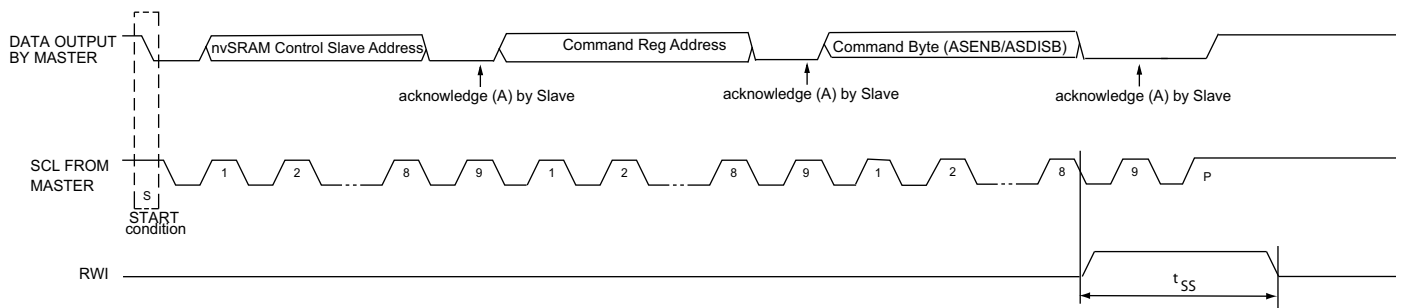 DATA OUTPUT
BY MASTER
nvSRAM Control Slave Address
Command Reg Address
Command Byte (ASENB/ASDISB)
acknowledge (A) by Slave
acknowledge (A) by Slave
acknowledge (A) by Slave
SCL FROM
MASTER
S
1 2 8 9 1 2 8 9 1 2 8 9 P
START
condition
RWI
tSS